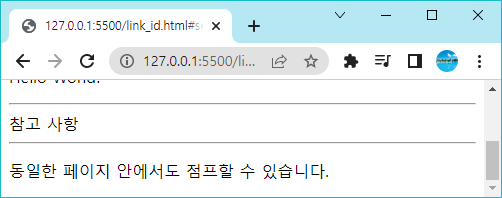 127.0.0.1:5500/link_id.html#s
127.0.0.1:5500/li...
Hello World!
참고 사항
동일한 페이지 안에서도 점프할 수 있습니다.